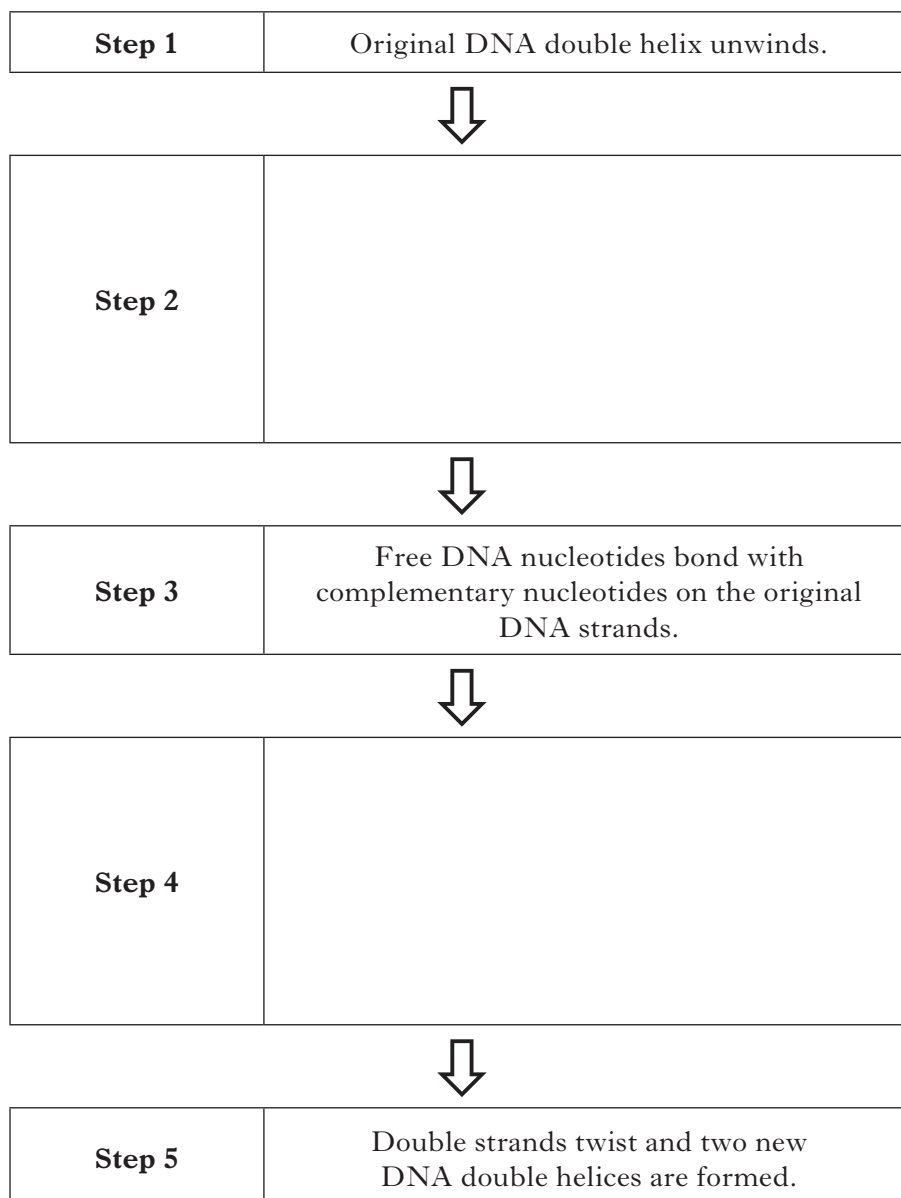 Step 1
Original DNA double helix unwinds.
Step 2
Step 3
Free DNA nucleotides bond with
complementary nucleotides on the original
DNA strands.
Step 4
Step 5
Double strands twist and two new
DNA double helices are formed.